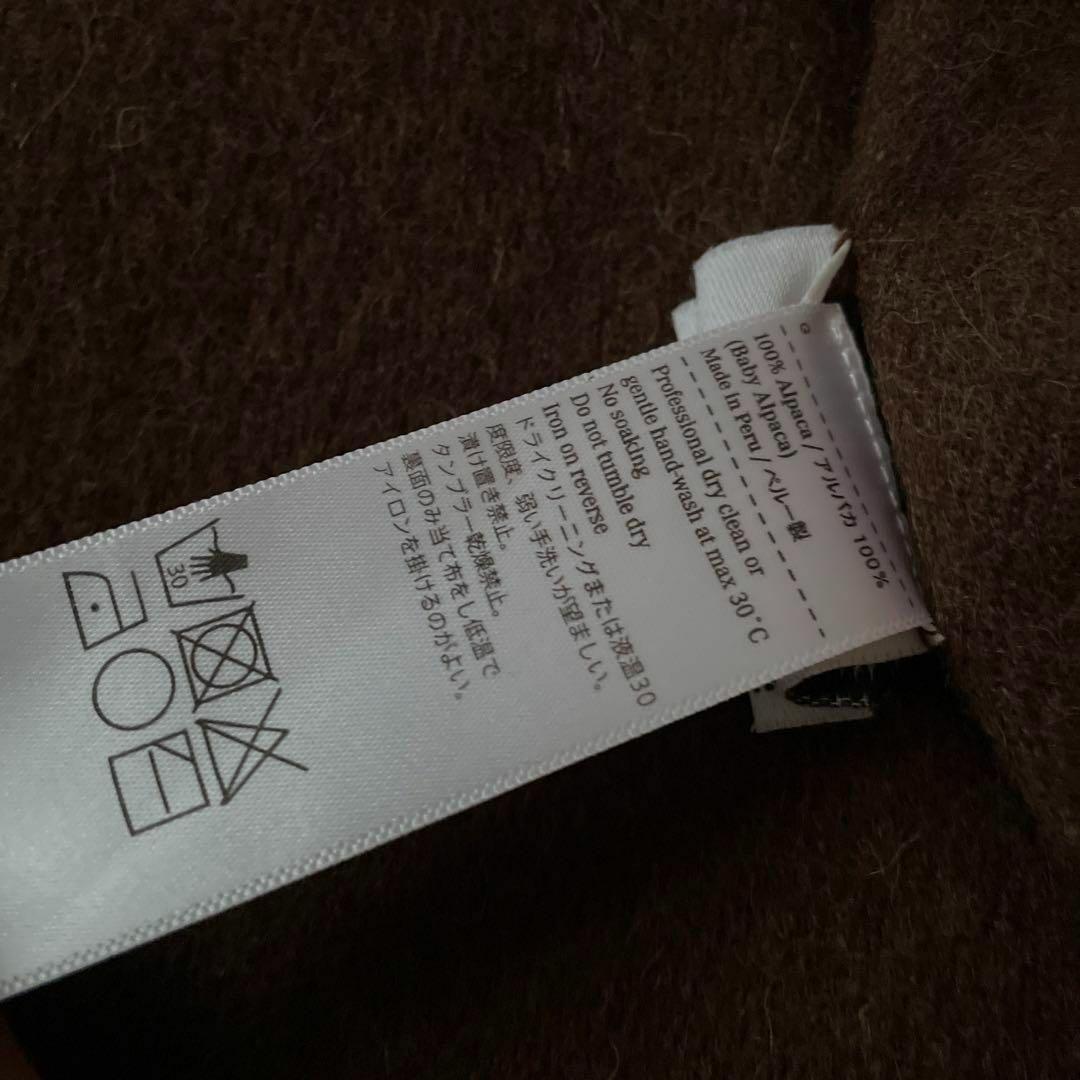 G
100% Alpaca / アルパカ 100%
(Baby Alpaca)
Made In Peru / ペルー製
Professional dry clean or
gentle hand-wash at max 30°C
No soaking
Do not tumble dry
Iron on reverse
ドライクリーニングまたは液温30
度限度、弱い手洗いが望ましい。
漬け置き禁止。
タンブラー乾燥禁止。
裏面のみ当て布をし低温で
アイロンを掛けるのがよい。
30